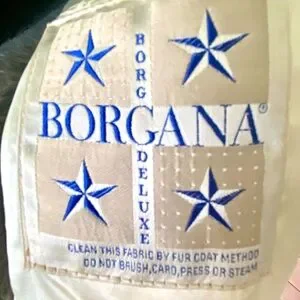 BORG
BORGANA®
DELUXE
CLEAN THIS FABRIC BY FUR COAT METHOD
DO NOT BRUSH, CARD, PRESS OR STEAM